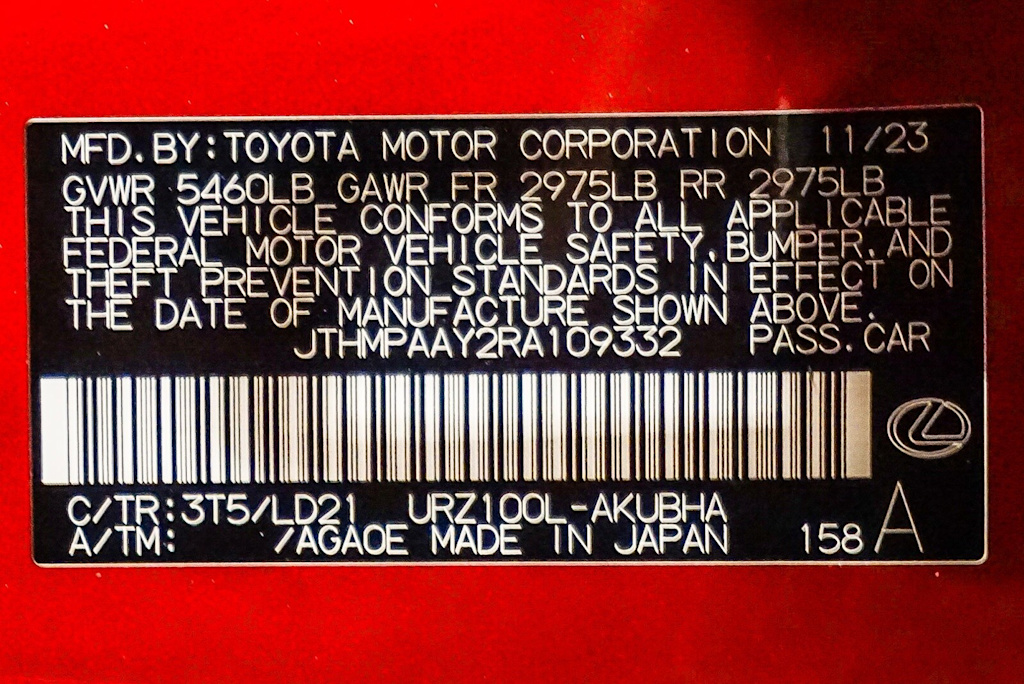 MFD.BY:TOYOTA MOTOR CORPORATION 11/23
GVWR 5460LB GAWR FR 2975LB RR 2975LB
THIS VEHICLE CONFORMS TO ALL APPLICABLE
FEDERAL MOTOR VEHICLE SAFETY,BUMPER,AND
THEFT PREVENTION STANDARDS IN EFFECT ON
THE DATE OF MANUFACTURE SHOWN ABOVE.
JTHMPAAY2RA109332 PASS.CAR
C/TR:3T5/LD21 URZ100L-AKUBHA
A/TM: /AGA0E MADE IN JAPAN 158 A